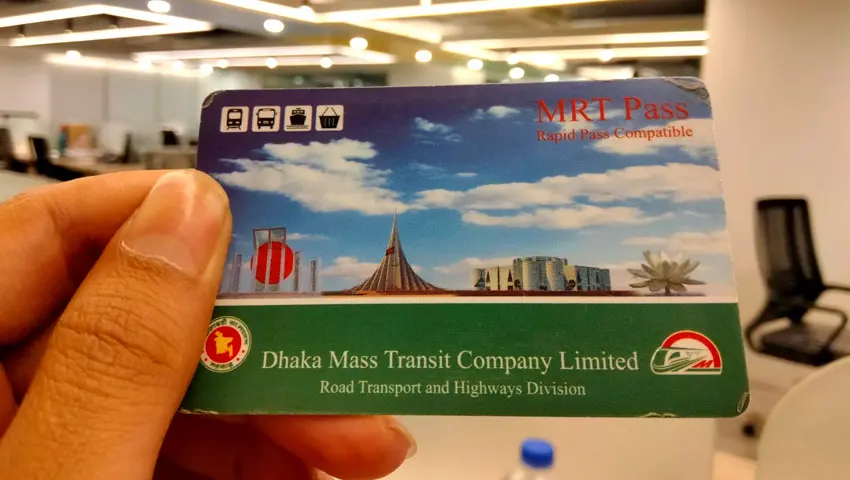 MRT Pass
Rapid Pass Compatible
Dhaka Mass Transit Company Limited
Road Transport and Highways Division